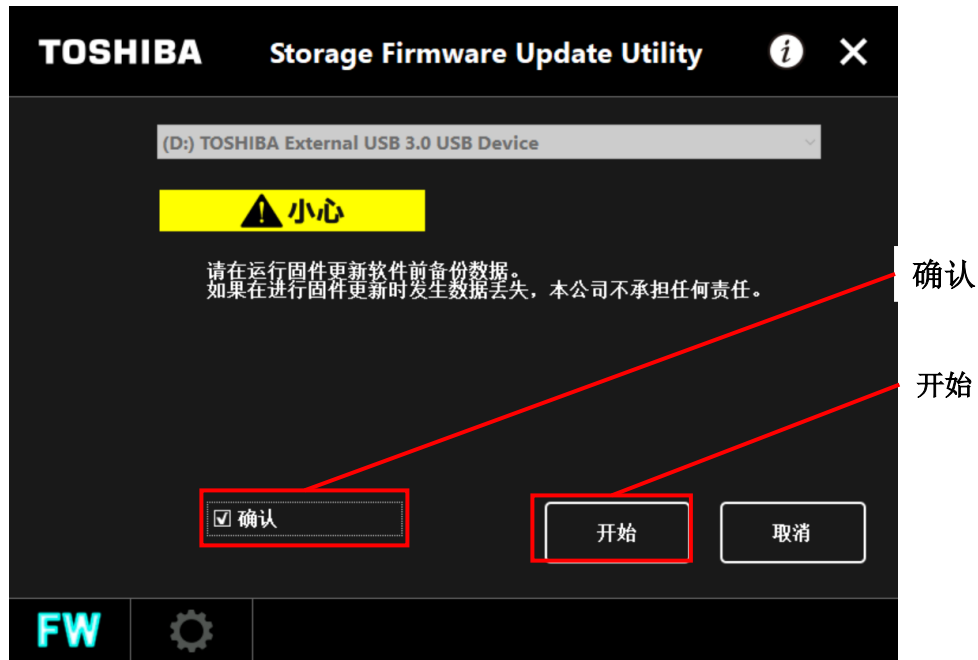 TOSHIBA Storage Firmware Update Utility i
(D:) TOSHIBA External USB 3.0 USB Device
小心
请在运行固件更新软件前备份数据。
如果在进行固件更新时发生数据丢失，本公司不承担任何责任。
确认
开始
确认
开始
取消
FW